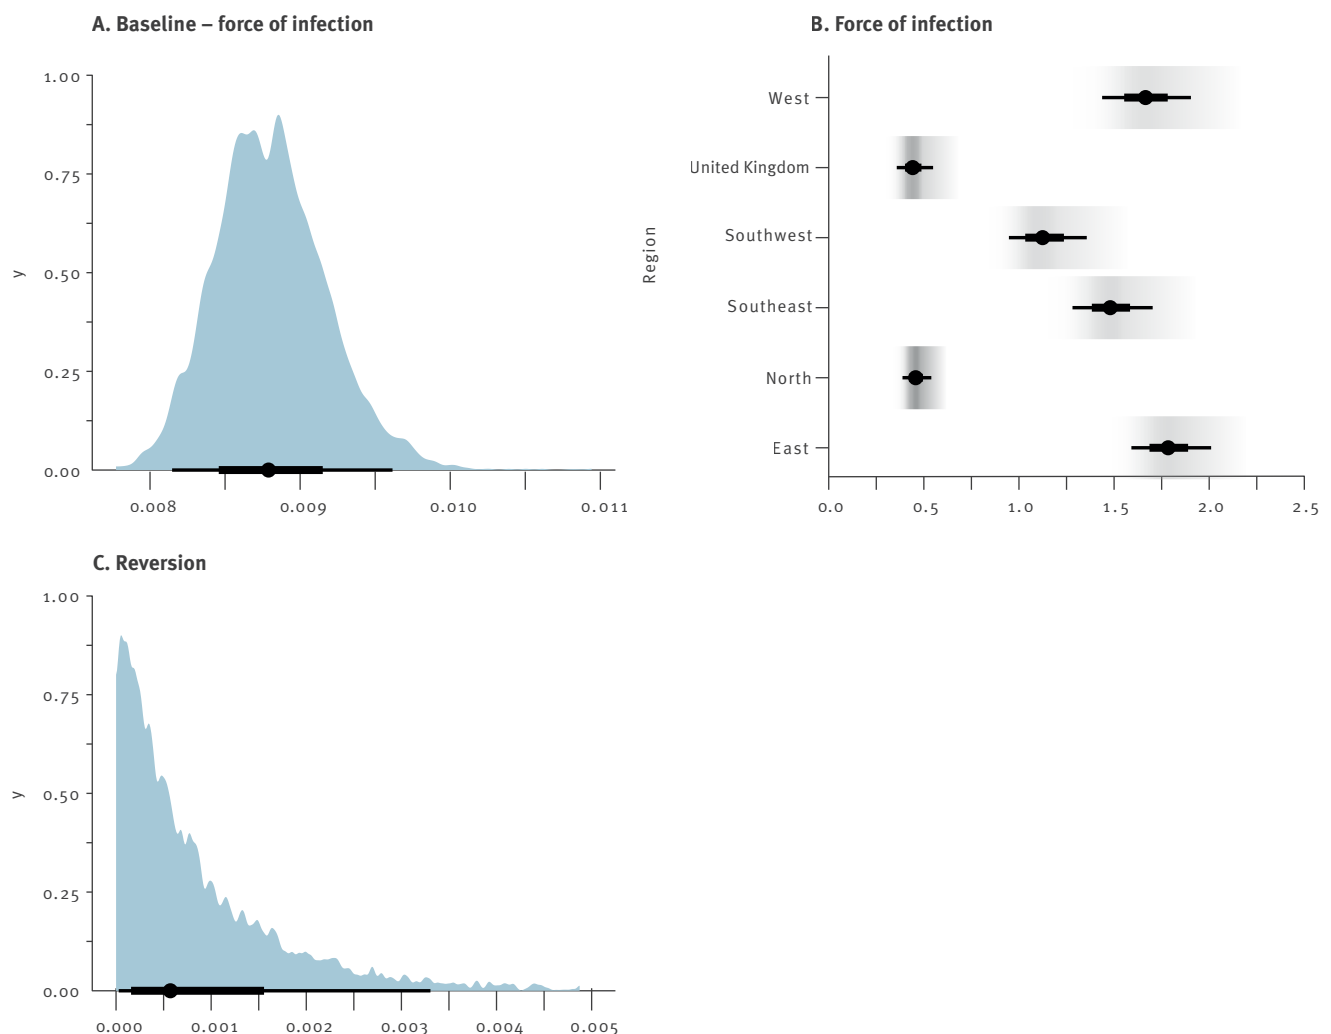 A. Baseline – force of infection
1.00
0.75
0.50
0.25
0.00
y
0.008 0.009 0.010 0.011
B. Force of infection
West
United Kingdom
Southwest
Southeast
North
East
Region
0.0 0.5 1.0 1.5 2.0 2.5
C. Reversion
1.00
0.75
0.50
0.25
0.00
y
0.000 0.001 0.002 0.003 0.004 0.005